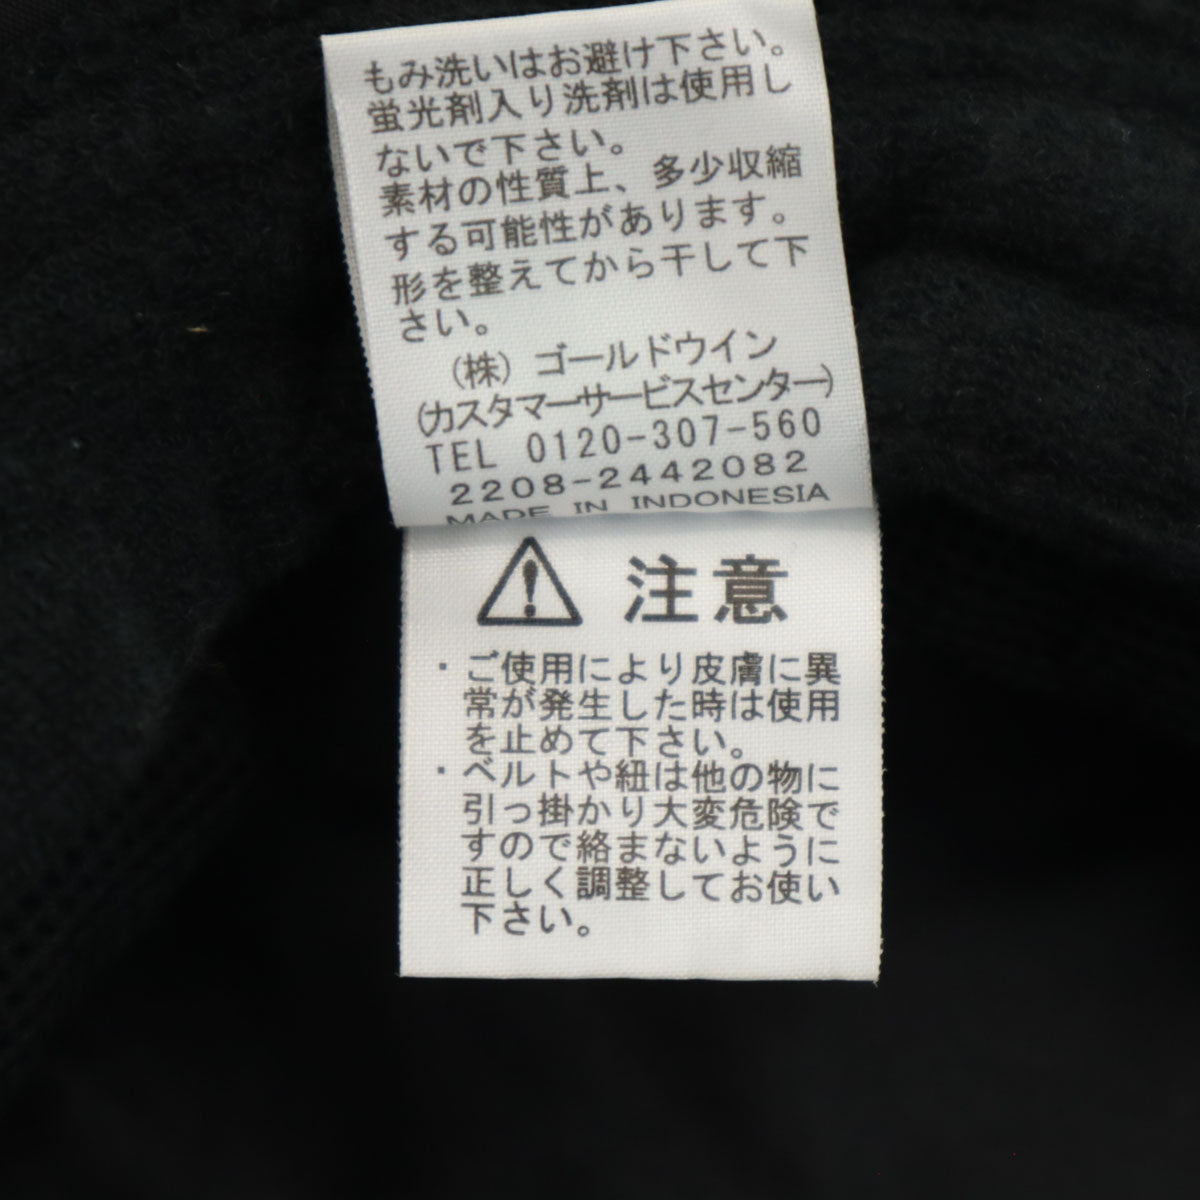 もみ洗いはお避け下さい。
蛍光剤入り洗剤は使用し
ないで下さい。
素材の性質上、多少収縮
する可能性があります。
形を整えてから干して下
さい。
(株) ゴールドウイン
(カスタマーサービスセンター)
TEL 0120-307-560
2208-2442082
MADE IN INDONESIA
注意
・ご使用により皮膚に異
常が発生した時は使用
を止めて下さい。
・ベルトや紐は他の物に
引っ掛かり大変危険で
すので絡まないように
正しく調整してお使い
下さい。